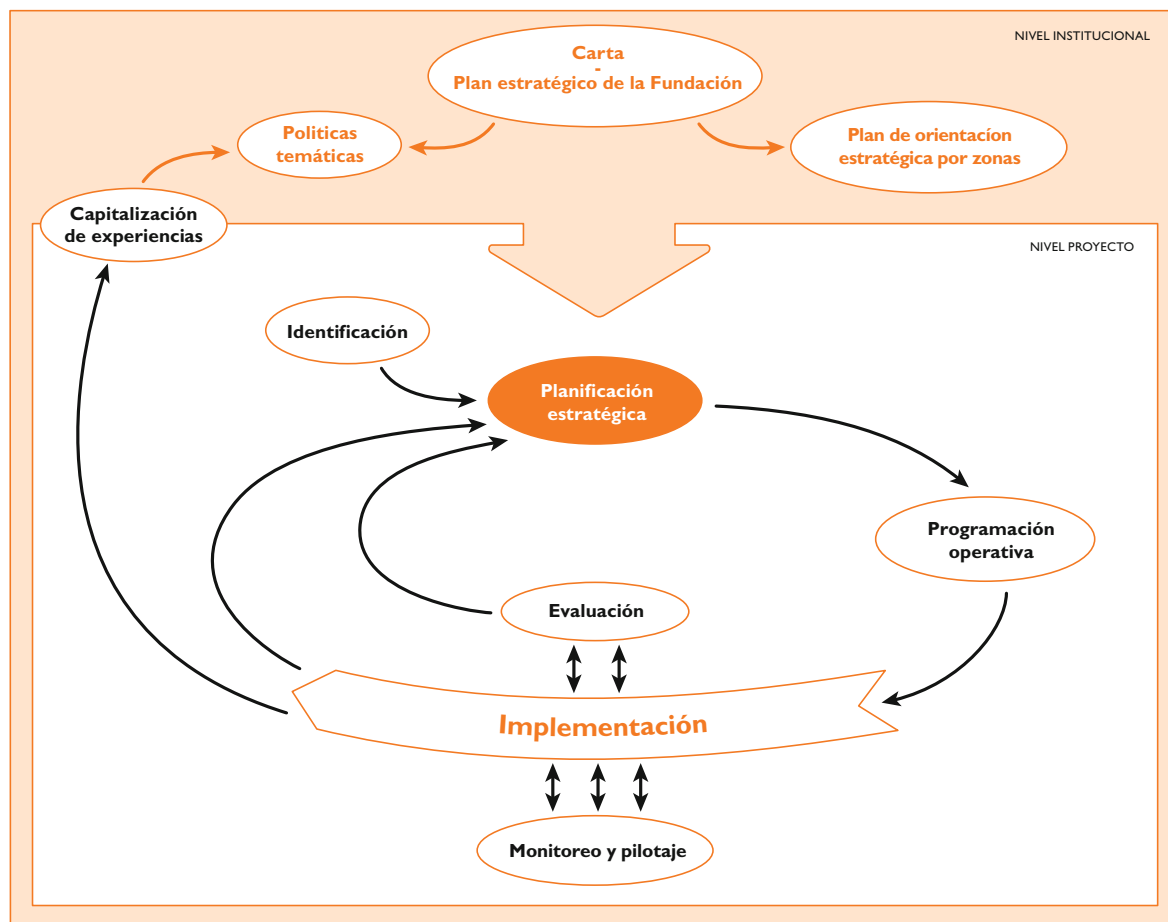 NIVEL INSTITUCIONAL
Carta
-
Plan estratégico de la Fundación
Politicas
temáticas
Plan de orientacíon
estratégica por zonas
Capitalización
de experiencias
NIVEL PROYECTO
Identificación
Planificación
estratégica
Programación
operativa
Evaluación
Implementación
Monitoreo y pilotaje